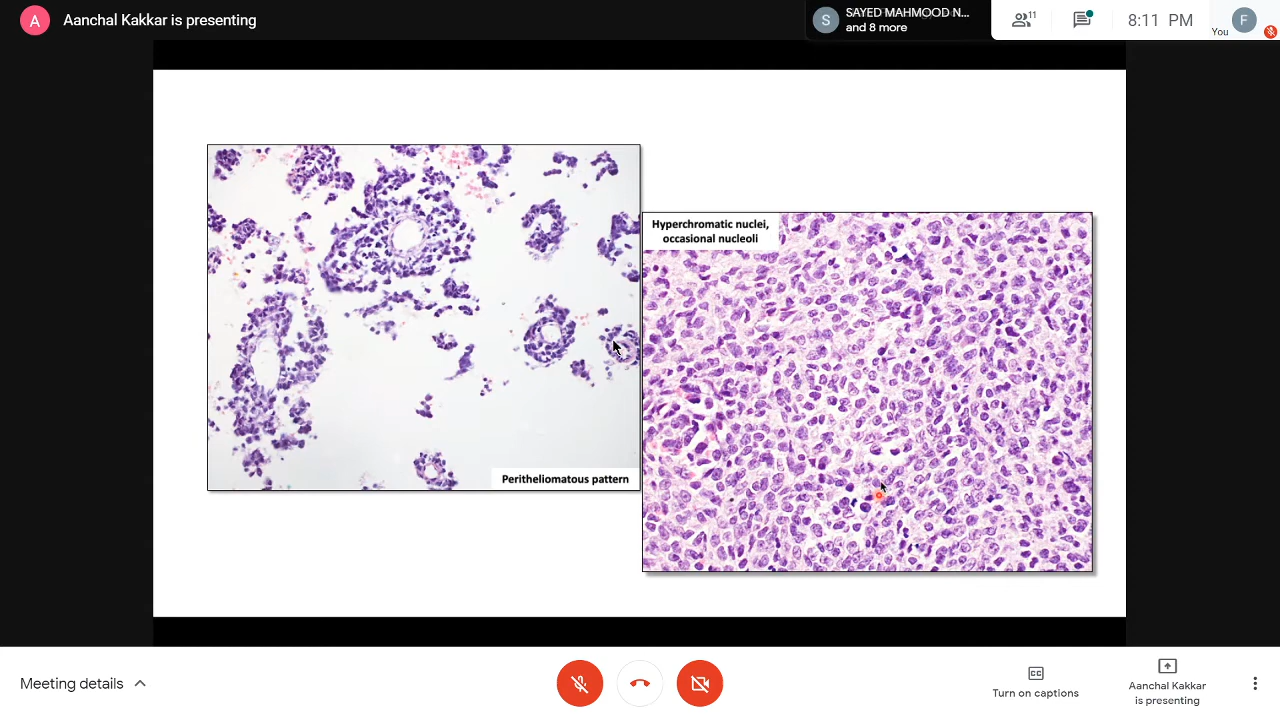 A
Aanchal Kakkar is presenting
S
SAYED MAHMOOD N...
and 8 more
11
8:11 PM
You
F
Hyperchromatic nuclei,
occasional nucleoli
Peritheliomatous pattern
Meeting details
CC
Turn on captions
Aanchal Kakkar
is presenting